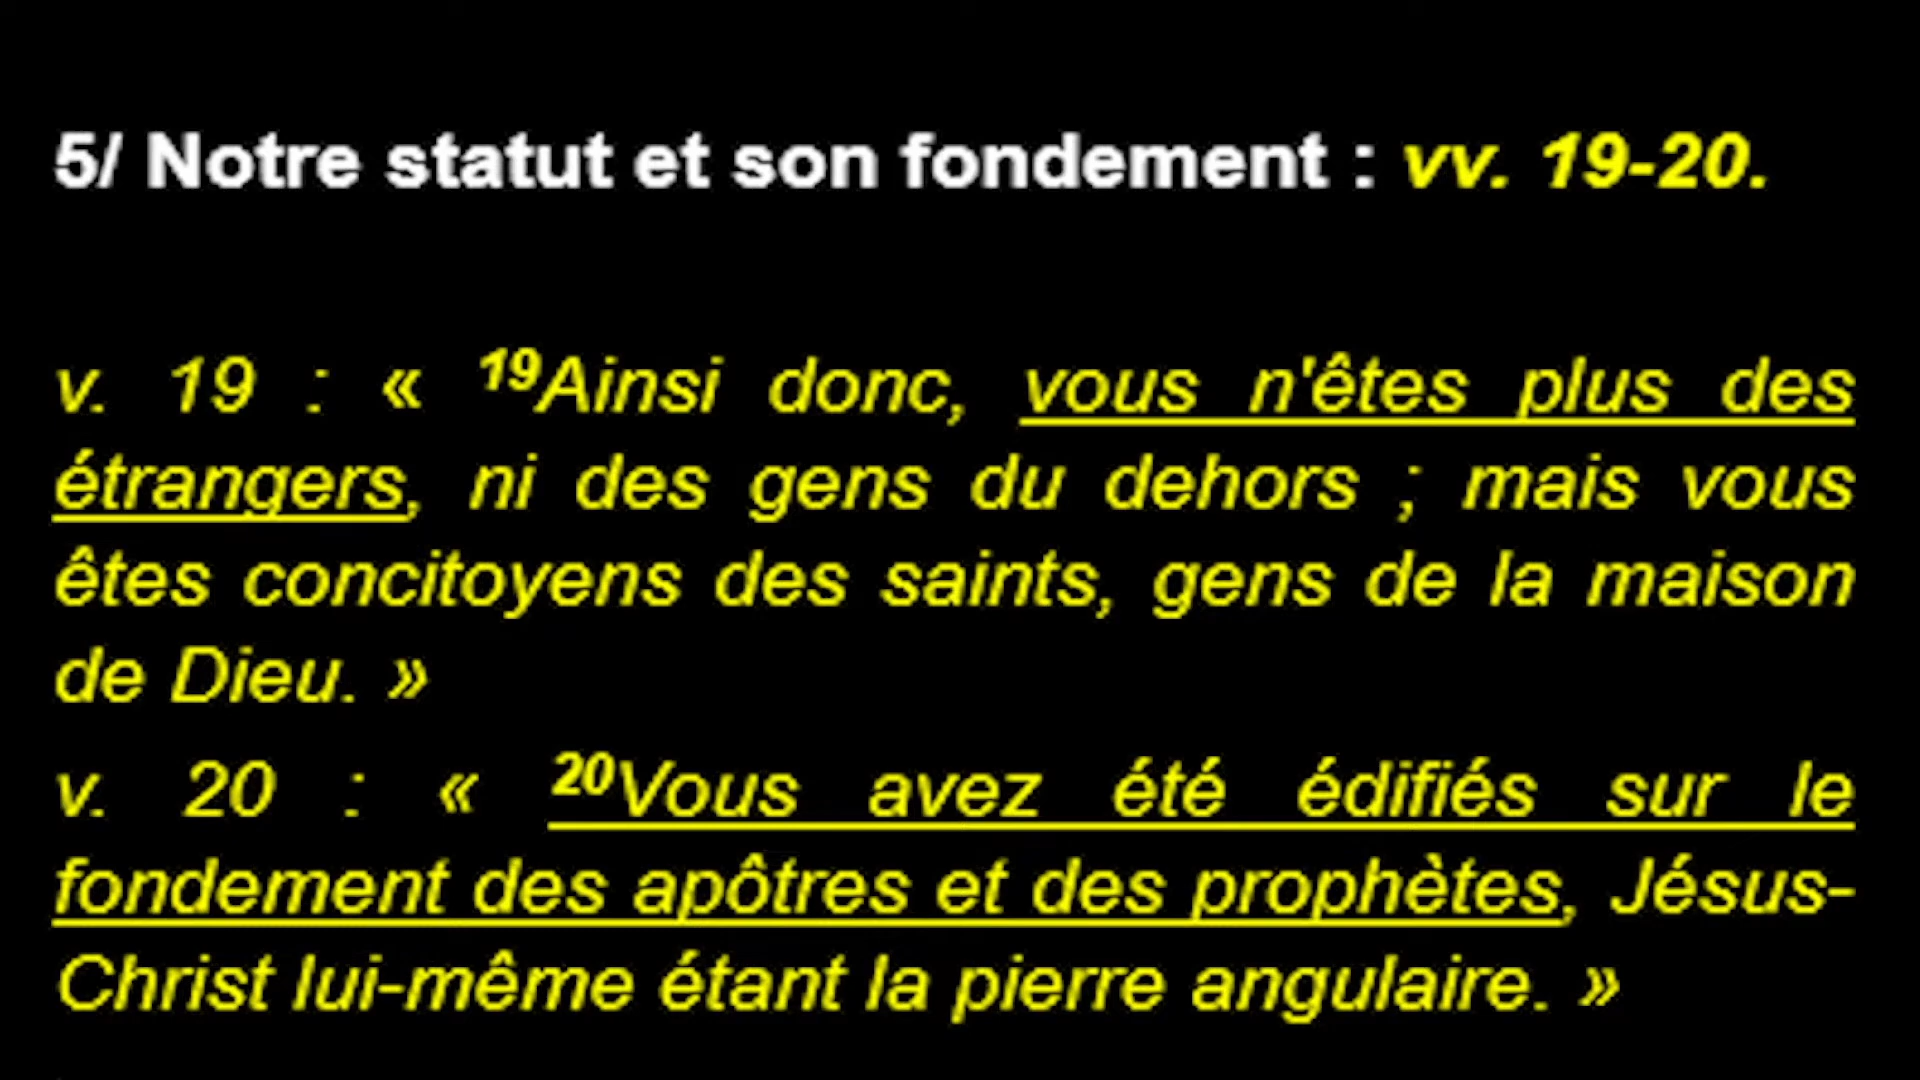 5/ Notre statut et son fondement : vv. 19-20.
v. 19 : « 19Ainsi donc, vous n'êtes plus des
étrangers, ni des gens du dehors ; mais vous
êtes concitoyens des saints, gens de la maison
de Dieu. »
v. 20 : « 20Vous avez été édifiés sur le
fondement des apôtres et des prophètes, Jésus-
Christ lui-même étant la pierre angulaire. »